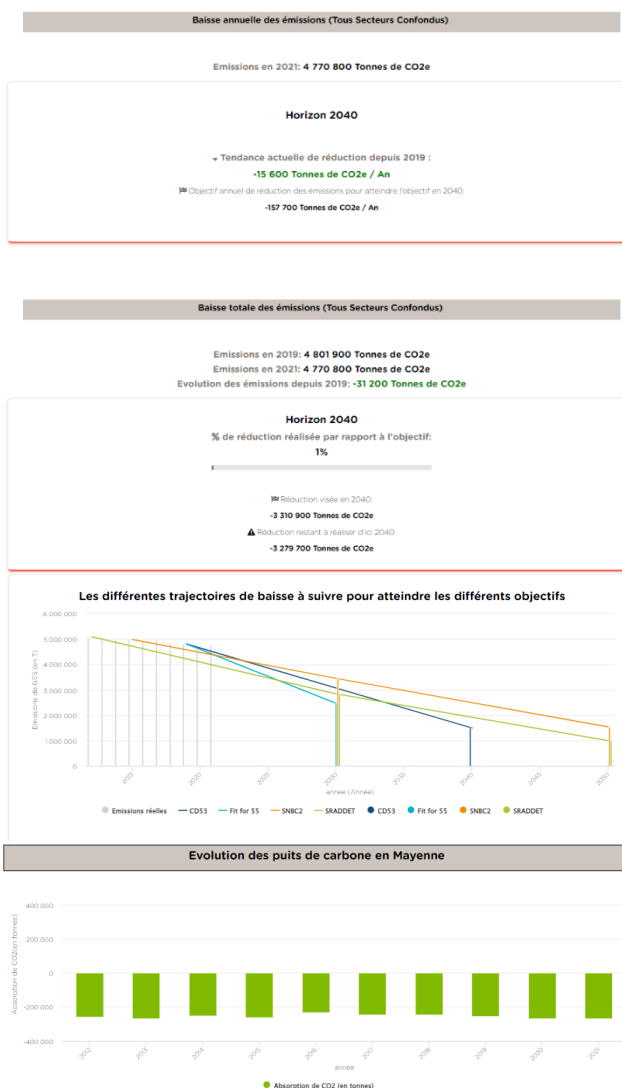 Baisse annuelle des émissions (Tous Secteurs Confondus)
Emissions en 2021: 4 770 800 Tonnes de CO2e
Horizon 2040
Tendance actuelle de réduction depuis 2019 :
-15 600 Tonnes de CO2e / An
Objectif annuel de réduction des émissions pour atteindre l'objectif en 2040:
-157 700 Tonnes de CO2e / An
Baisse totale des émissions (Tous Secteurs Confondus)
Emissions en 2019: 4 801 900 Tonnes de CO2e
Emissions en 2021: 4 770 800 Tonnes de CO2e
Evolution des émissions depuis 2019: -31 200 Tonnes de CO2e
Horizon 2040
% de réduction réalisée par rapport à l'objectif:
1%
Réduction visée en 2040:
-3 310 900 Tonnes de CO2e
Réduction restant à réaliser d'ici 2040:
-3 279 700 Tonnes de CO2e
Les différentes trajectoires de baisse à suivre pour atteindre les différents objectifs
Emissions de GES (en T)
6 000 000
5 000 000
4 000 000
3 000 000
2 000 000
1 000 000
0
2015 2020 2025 2030 2035 2040 2045 2050
annee (Année)
Emissions réelles CD53 Fit for 55 SNBC2 SRADDET CD53 Fit for 55 SNBC2 SRADDET
Evolution des puits de carbone en Mayenne
Absorption de CO2(en tonnes)
400 000
200 000
0
-200 000
-400 000
2012 2013 2014 2015 2016 2017 2018 2019 2020 2021
annee
Absorption de CO2 (en tonnes)